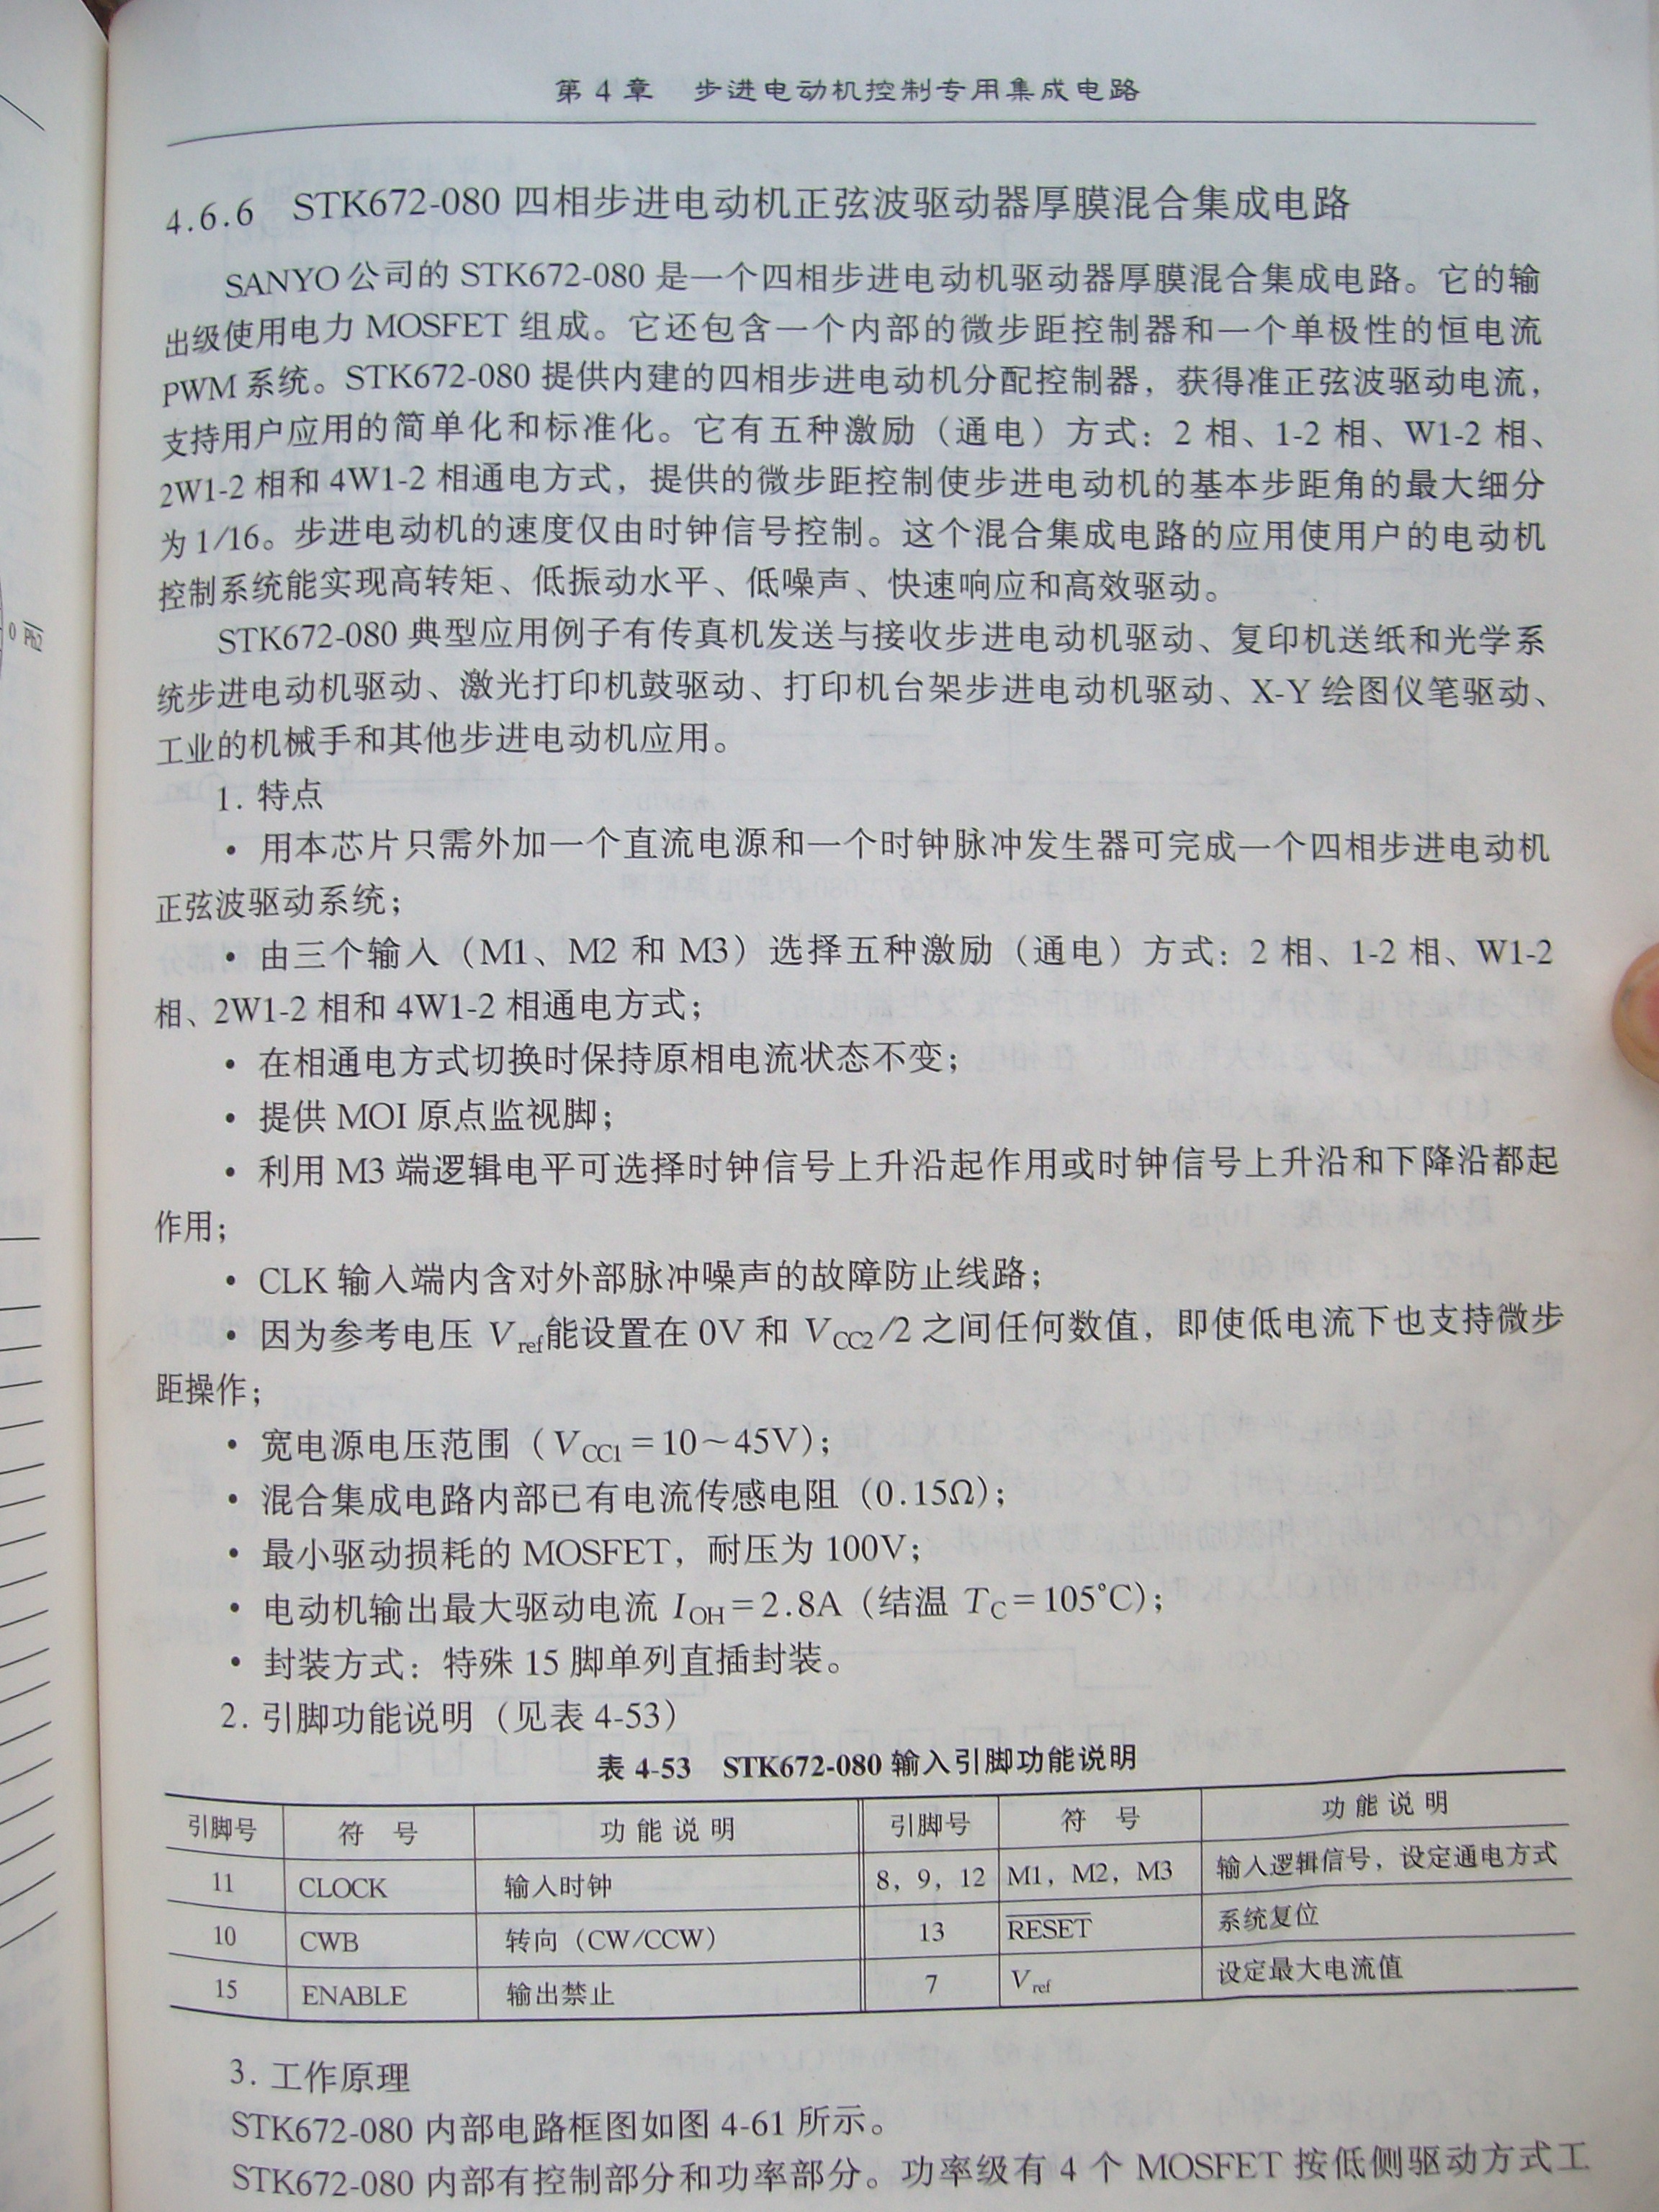 第4章 步进电动机控制专用集成电路
4.6.6 STK672-080 四相步进电动机正弦波驱动器厚膜混合集成电路
SANYO 公司的 STK672-080 是一个四相步进电动机驱动器厚膜混合集成电路。它的输
出级使用电力 MOSFET 组成。它还包含一个内部的微步距控制器和一个单极性的恒电流
PWM 系统。STK672-080 提供内建的四相步进电动机分配控制器，获得准正弦波驱动电流，
支持用户应用的简单化和标准化。它有五种激励（通电）方式：2 相、1-2 相、W1-2 相、
2W1-2 相和 4W1-2 相通电方式，提供的微步距控制使步进电动机的基本步距角的最大细分
为 1/16。步进电动机的速度仅由时钟信号控制。这个混合集成电路的应用使用户的电动机
控制系统能实现高转矩、低振动水平、低噪声、快速响应和高效驱动。
STK672-080 典型应用例子有传真机发送与接收步进电动机驱动、复印机送纸和光学系
统步进电动机驱动、激光打印机鼓驱动、打印机台架步进电动机驱动、X-Y 绘图仪笔驱动、
工业的机械手和其他步进电动机应用。
1. 特点
· 用本芯片只需外加一个直流电源和一个时钟脉冲发生器可完成一个四相步进电动机
正弦波驱动系统；
· 由三个输入（M1、M2 和 M3）选择五种激励（通电）方式：2 相、1-2 相、W1-2
相、2W1-2 相和 4W1-2 相通电方式；
· 在相通电方式切换时保持原相电流状态不变；
· 提供 MOI 原点监视脚；
· 利用 M3 端逻辑电平可选择时钟信号上升沿起作用或时钟信号上升沿和下降沿都起
作用；
· CLK 输入端内含对外部脉冲噪声的故障防止线路；
· 因为参考电压 Vref能设置在 0V 和 VCC2/2 之间任何数值，即使低电流下也支持微步
距操作；
· 宽电源电压范围（VCC1＝10～45V）；
· 混合集成电路内部已有电流传感电阻（0.15Ω）；
· 最小驱动损耗的 MOSFET，耐压为 100V；
· 电动机输出最大驱动电流 IOH＝2.8A（结温 TC＝105℃）；
· 封装方式：特殊 15 脚单列直插封装。
2. 引脚功能说明（见表 4-53）
表 4-53 STK672-080 输入引脚功能说明
引脚号 符 号 功 能 说 明 引脚号 符 号 功 能 说 明
11 CLOCK 输入时钟 8，9，12 M1，M2，M3 输入逻辑信号，设定通电方式
10 CWB 转向（CW/CCW） 13 RESET 系统复位
15 ENABLE 输出禁止 7 Vref 设定最大电流值
3. 工作原理
STK672-080 内部电路框图如图 4-61 所示。
STK672-080 内部有控制部分和功率部分。功率级有 4 个 MOSFET 按低侧驱动方式工